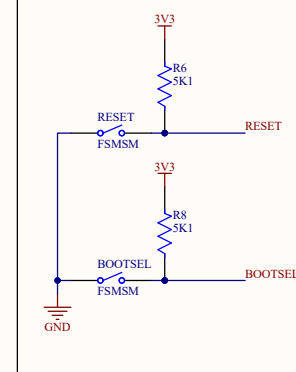 3V3
R6
5K1
RESET
RESET
FSMSM
3V3
R8
5K1
BOOTSEL
BOOTSEL
FSMSM
GND